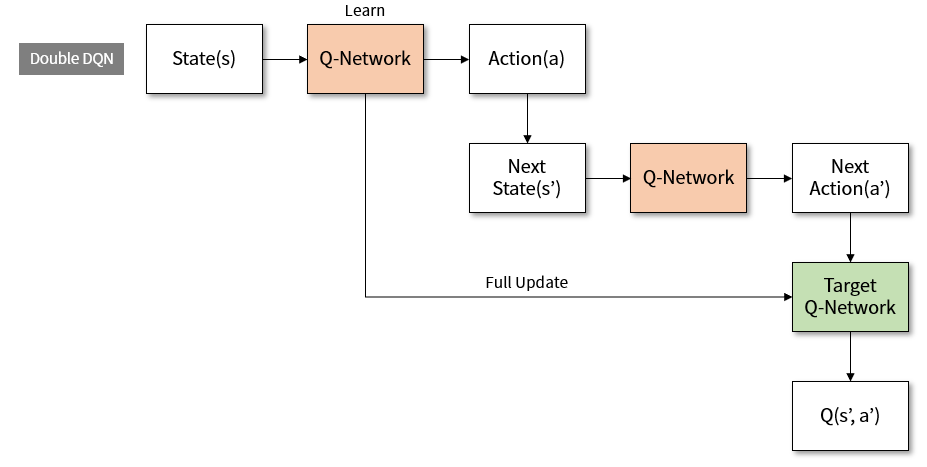 Learn
Double DQN
State(s)
Q-Network
Action(a)
Next
State(s’)
Q-Network
Next
Action(a’)
Full Update
Target
Q-Network
Q(s’, a’)